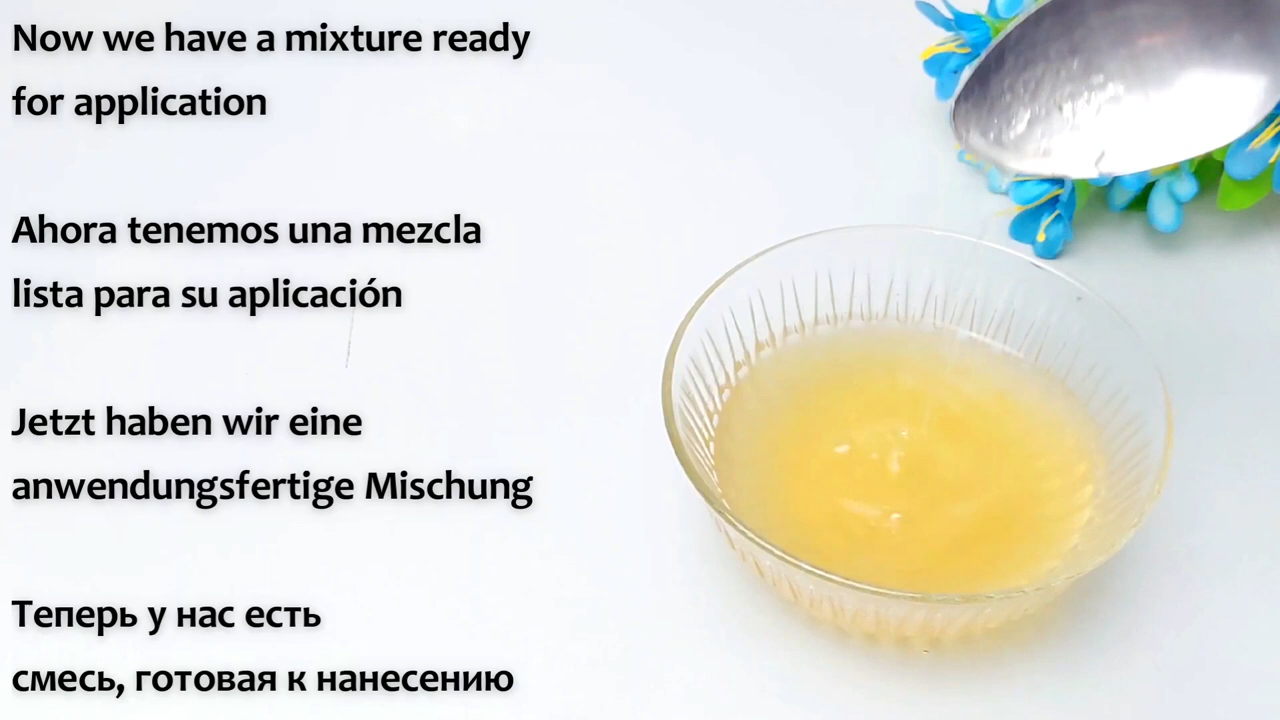 Now we have a mixture ready
for application
Ahora tenemos una mezcla
lista para su aplicación
Jetzt haben wir eine
anwendungsfertige Mischung
Теперь у нас есть
смесь, готовая к нанесению